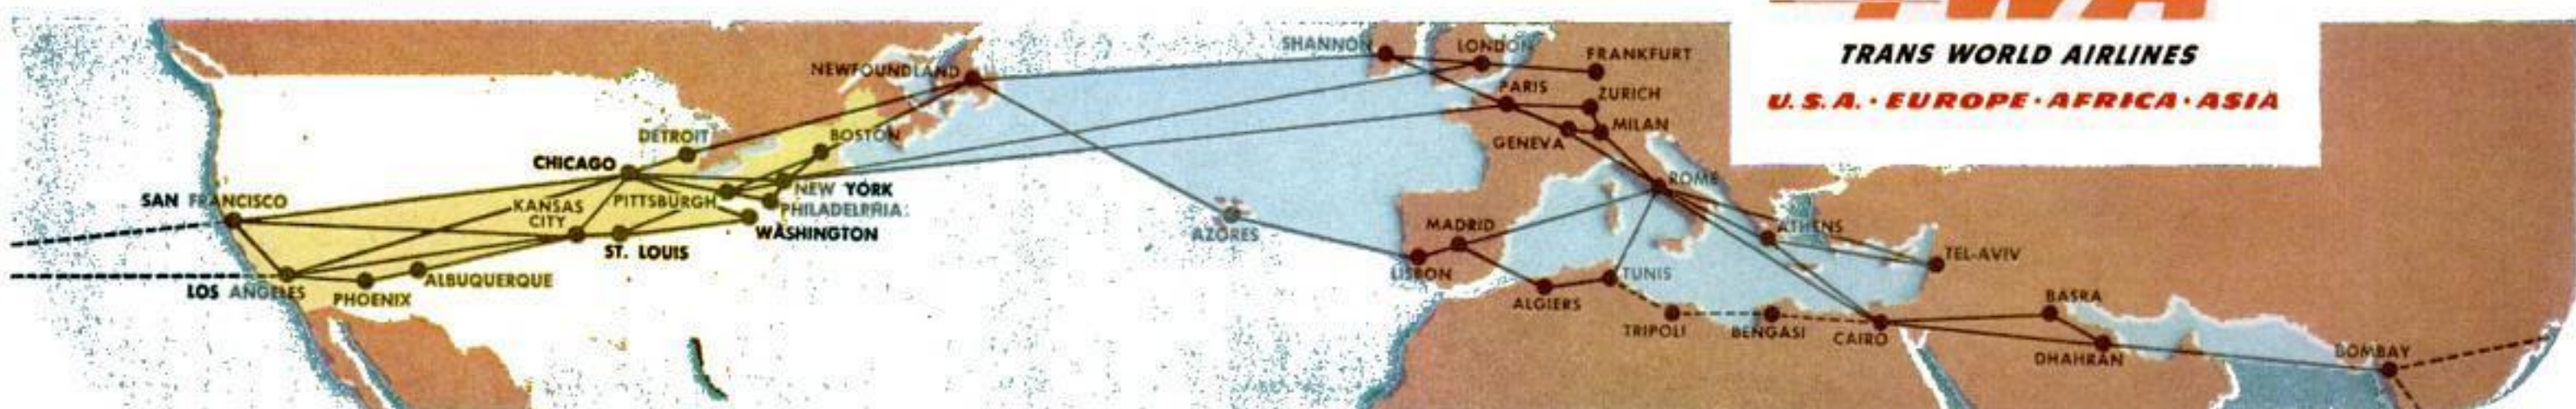 TWA
TRANS WORLD AIRLINES
U.S.A. · EUROPE · AFRICA · ASIA
SHANNON
LONDON
FRANKFURT
NEWFOUNDLAND
PARIS
ZURICH
DETROIT
BOSTON
MILAN
GENEVA
CHICAGO
ROME
SAN FRANCISCO
KANSAS
CITY
PITTSBURGH
NEW YORK
PHILADELPHIA
WASHINGTON
AZORES
MADRID
ATHENS
ST. LOUIS
TEL-AVIV
LISBON
TUNIS
ALBUQUERQUE
LOS ANGELES
PHOENIX
ALGIERS
BASRA
TRIPOLI
BENGASI
CAIRO
DHAHRAN
BOMBAY